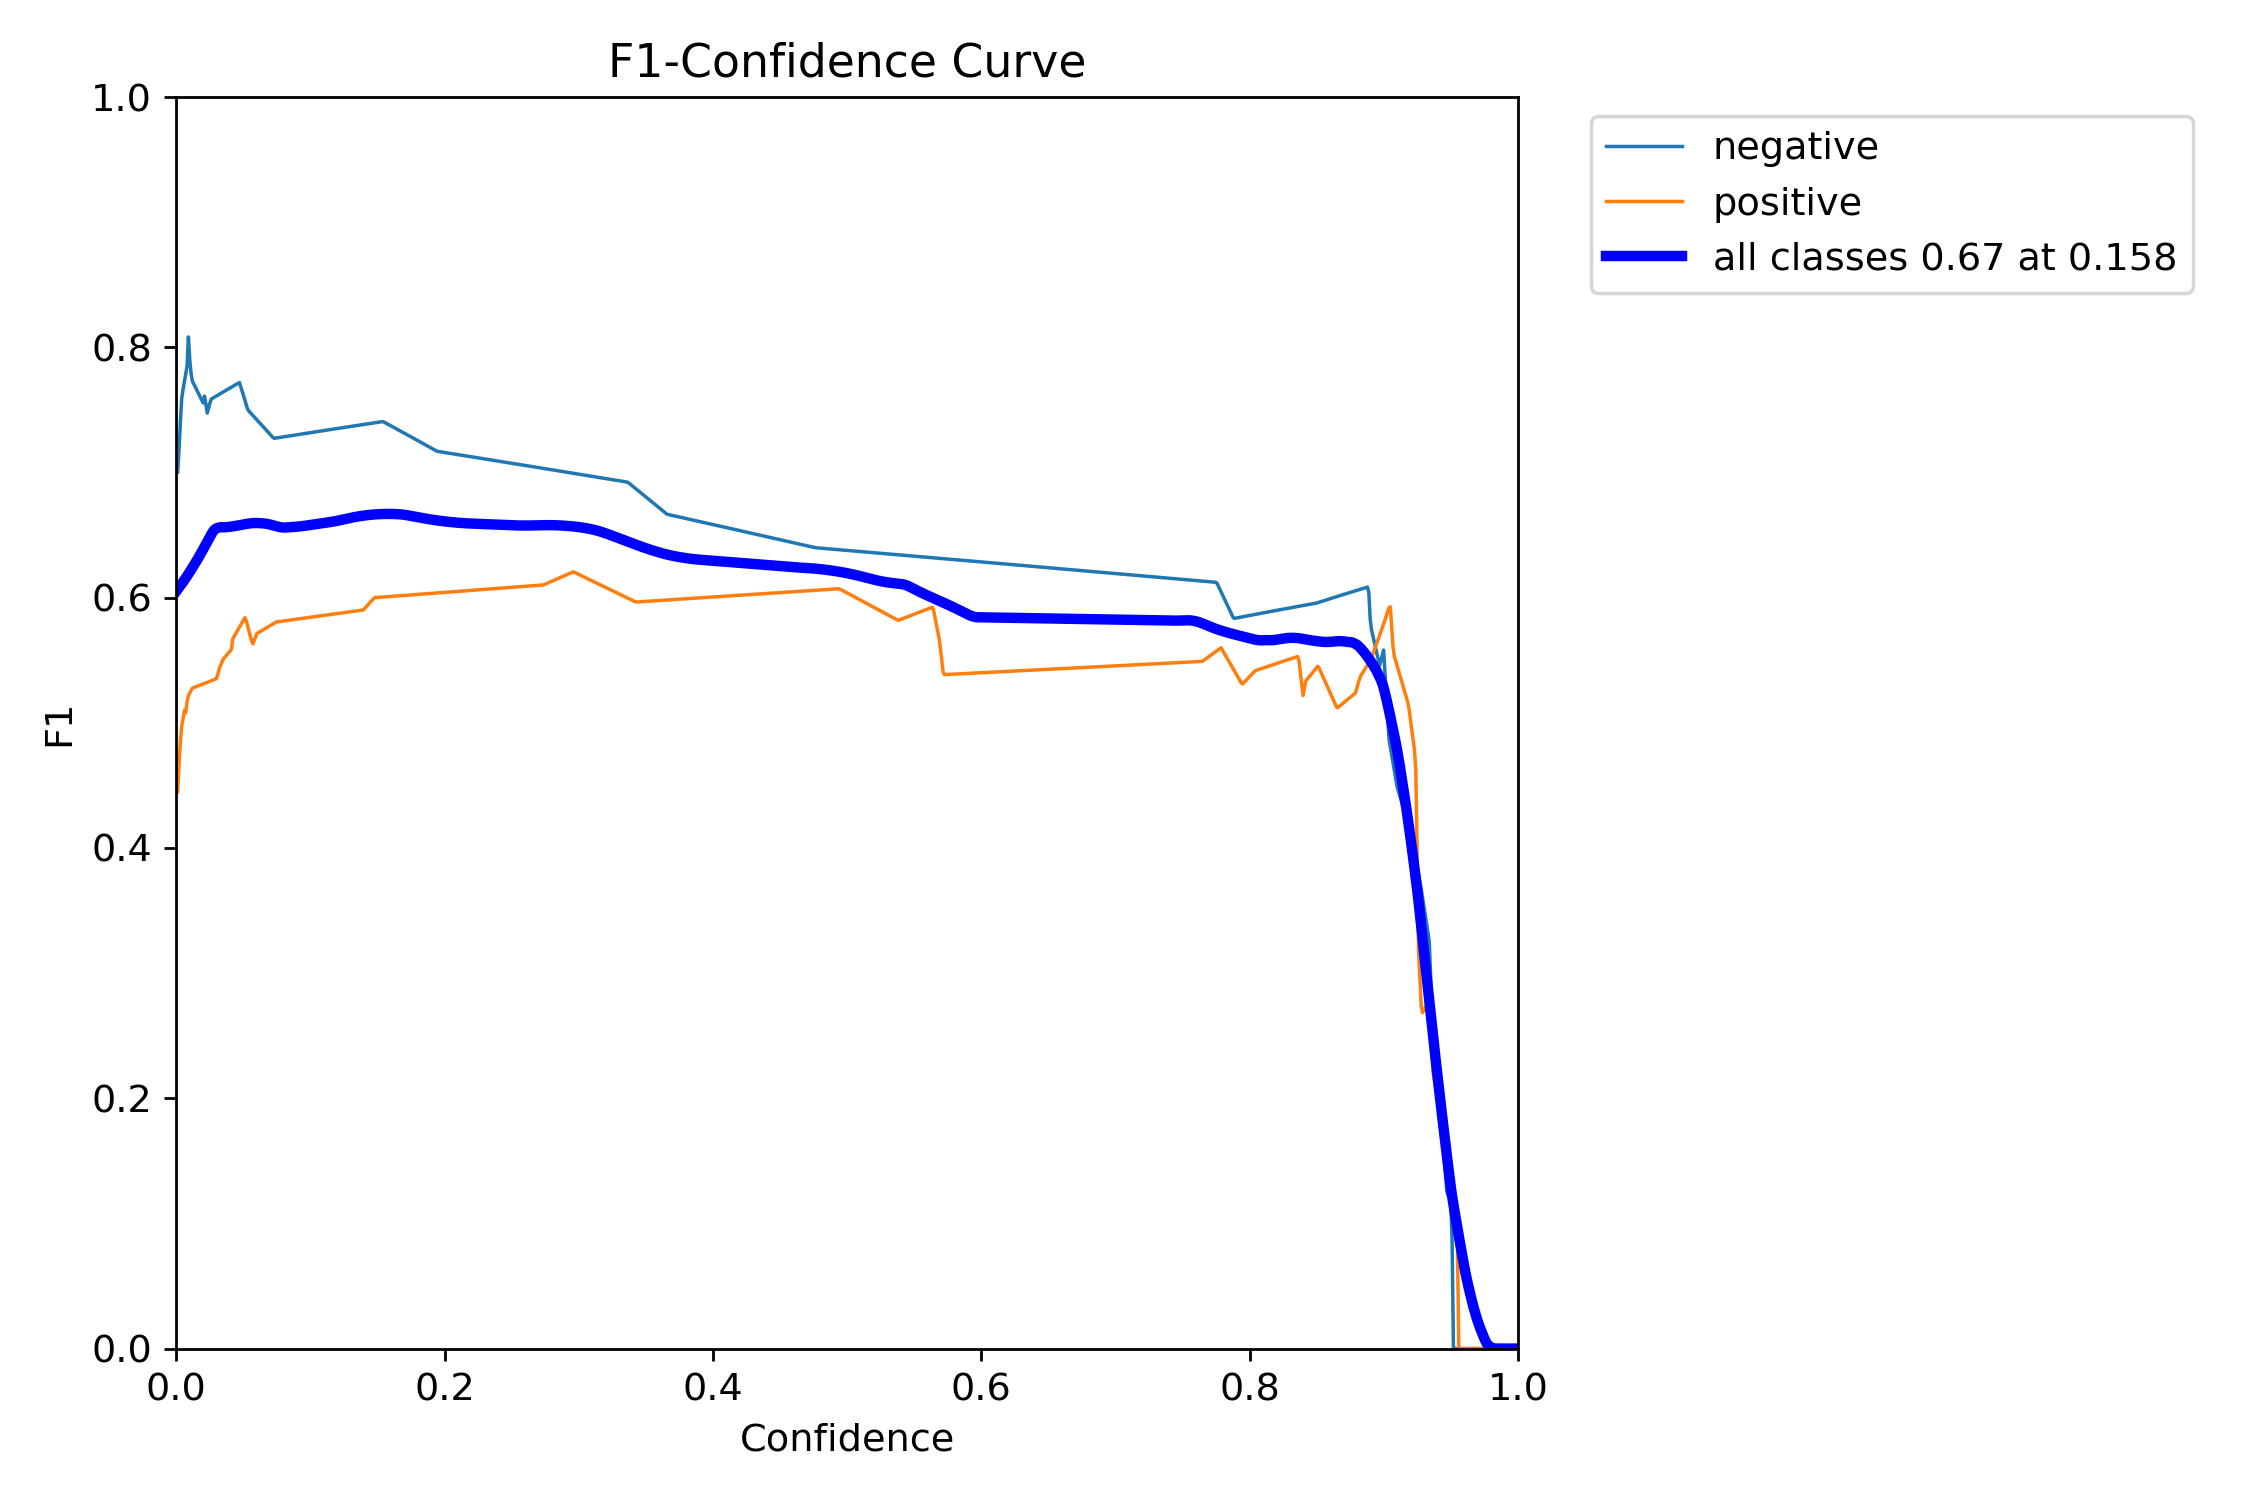 F1-Confidence Curve
1.0
0.8
0.6
0.4
0.2
0.0
F1
0.0 0.2 0.4 0.6 0.8 1.0
Confidence
negative
positive
all classes 0.67 at 0.158